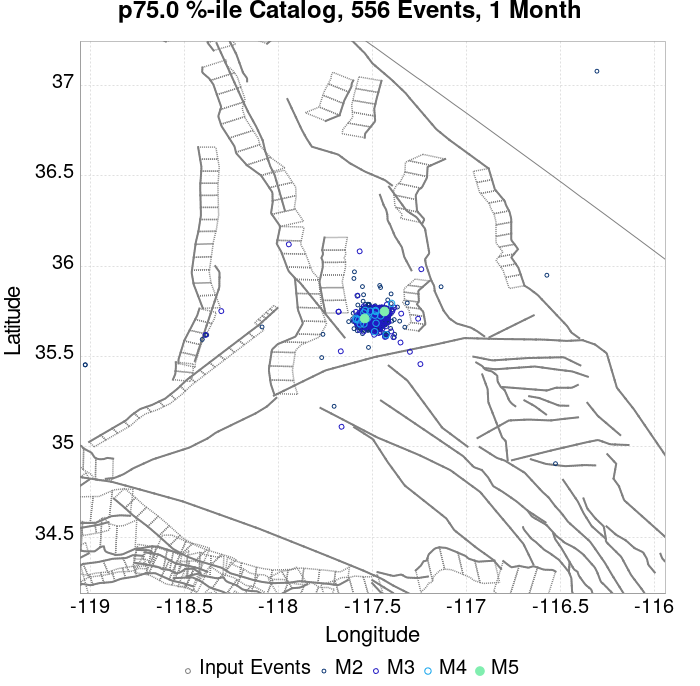 p75.0 %-ile Catalog, 556 Events, 1 Month
37
36.5
36
35.5
35
34.5
Latitude
-119 -118.5 -118 -117.5 -117 -116.5 -116
Longitude
Input Events M2 M3 M4 M5